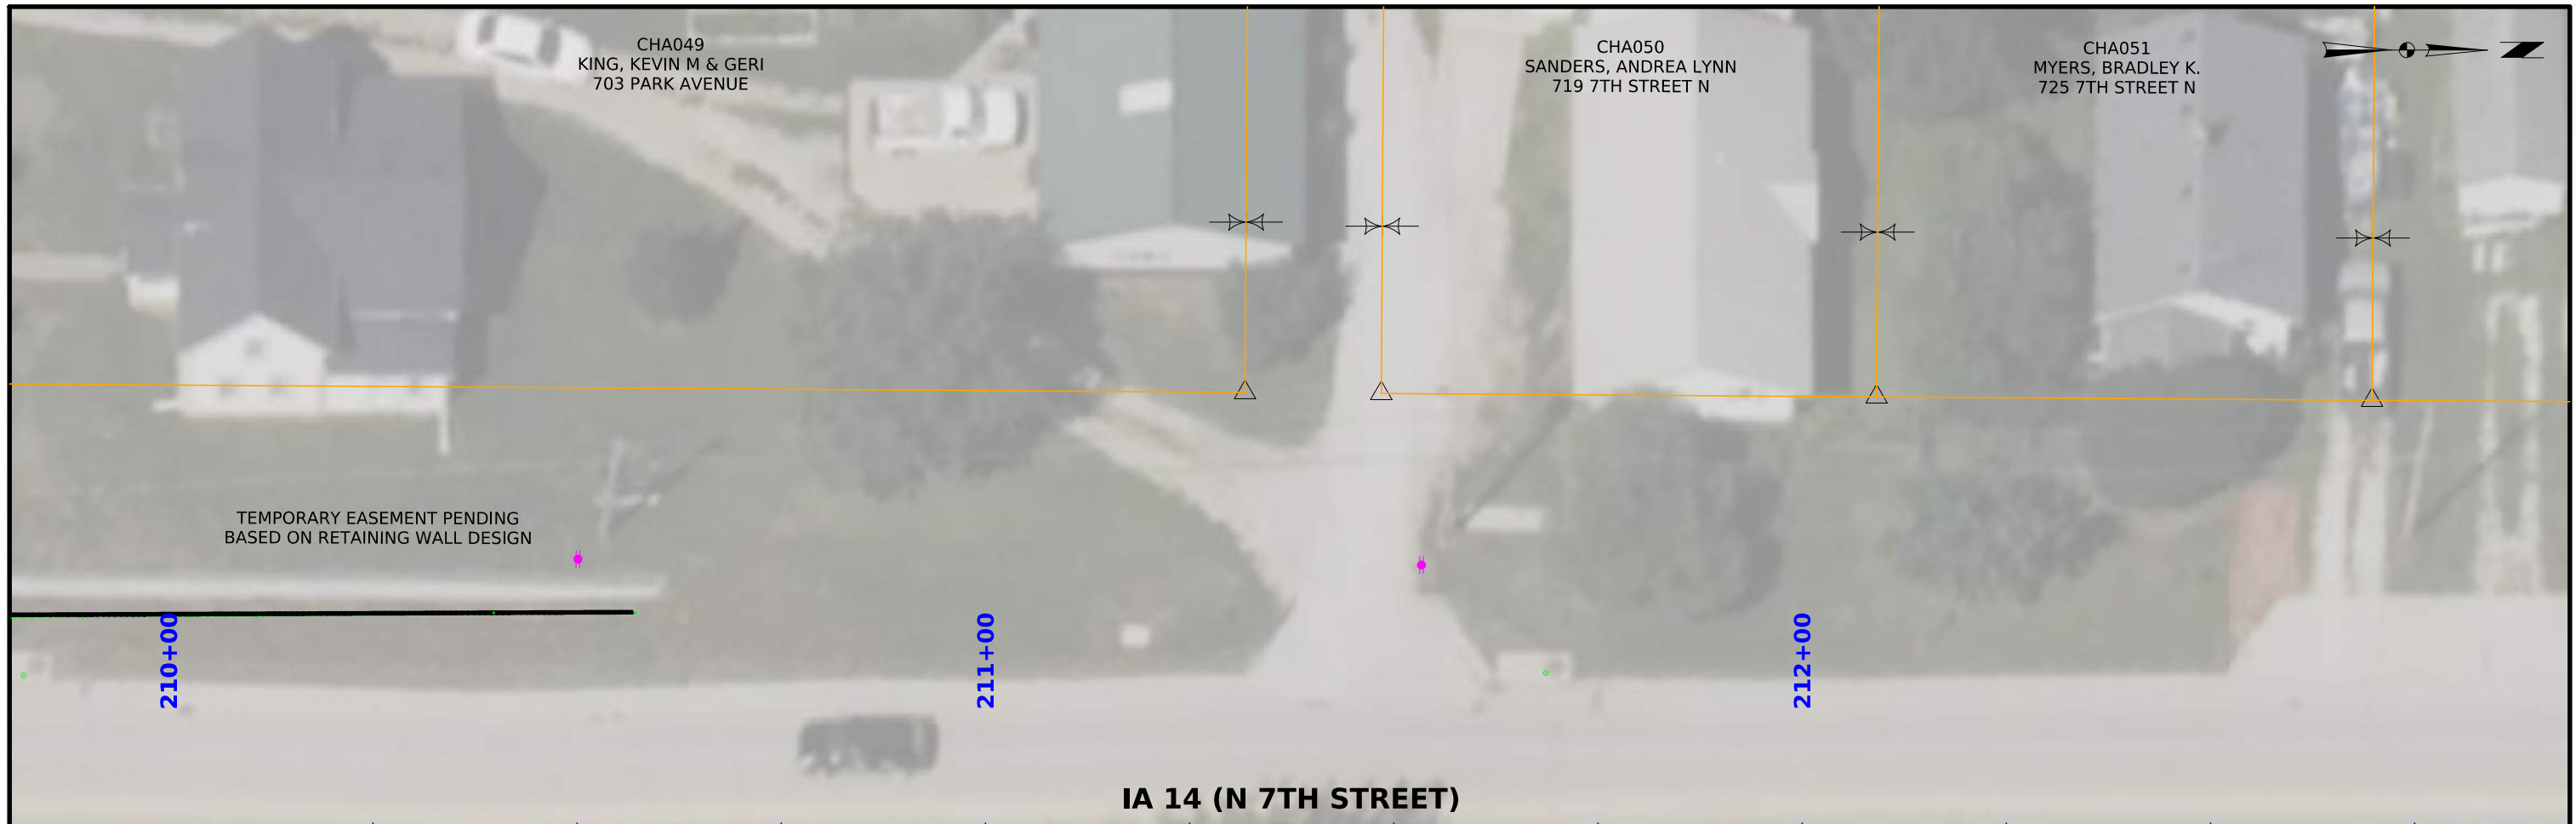 CHA049
KING, KEVIN M & GERI
703 PARK AVENUE
CHA050
SANDERS, ANDREA LYNN
719 7TH STREET N
CHA051
MYERS, BRADLEY K.
725 7TH STREET N
Z
TEMPORARY EASEMENT PENDING
BASED ON RETAINING WALL DESIGN
210+00
211+00
212+00
IA 14 (N 7TH STREET)